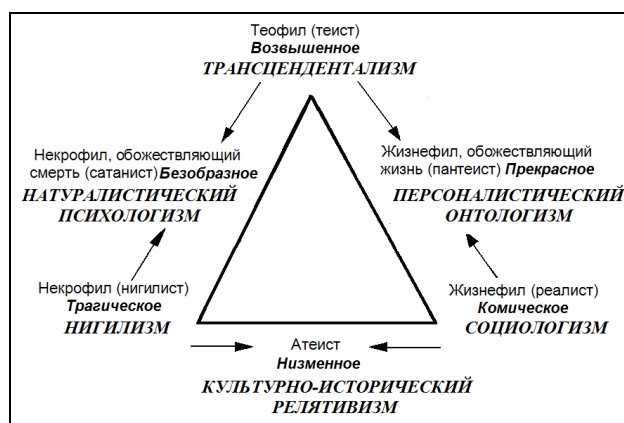 Теофил (теист)
Возвышенное
ТРАНСЦЕНДЕНТАЛИЗМ
Некрофил, обожествляющий
смерть (сатанист) Безобразное
НАТУРАЛИСТИЧЕСКИЙ
ПСИХОЛОГИЗМ
Жизнефил, обожествляющий
жизнь (пантеист) Прекрасное
ПЕРСОНАЛИСТИЧЕСКИЙ
ОНТОЛОГИЗМ
Некрофил (нигилист)
Трагическое
НИГИЛИЗМ
Жизнефил (реалист)
Комическое
СОЦИОЛОГИЗМ
Атеист
Низменное
КУЛЬТУРНО-ИСТОРИЧЕСКИЙ
РЕЛЯТИВИЗМ